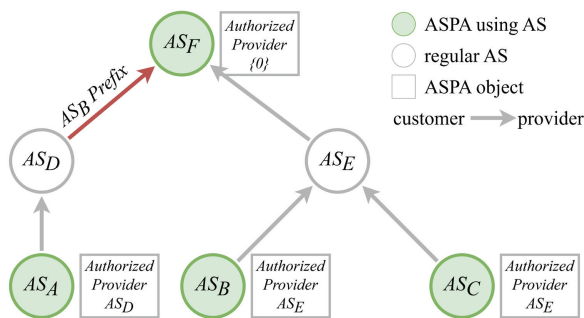 AS_F
Authorized
Provider
{0}
ASPA using AS
regular AS
ASPA object
customer
provider
AS_B Prefix
AS_D
AS_E
AS_A
Authorized
Provider
AS_D
AS_B
Authorized
Provider
AS_E
AS_C
Authorized
Provider
AS_E